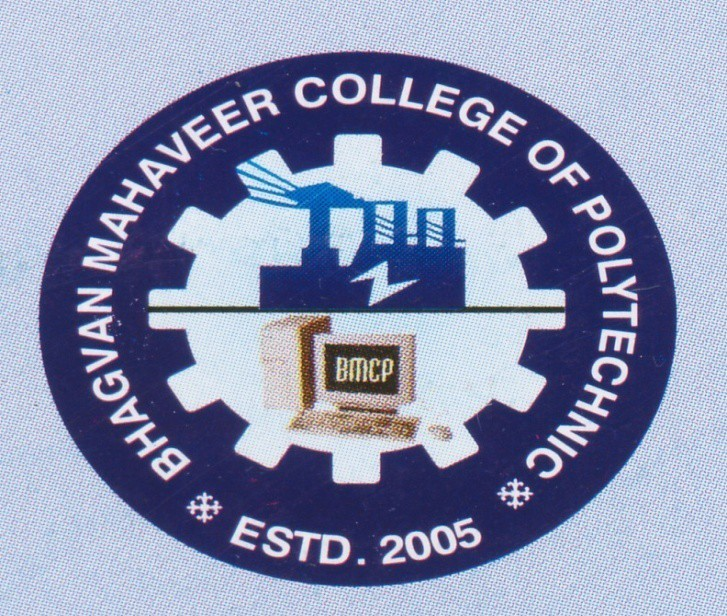 BHAGVAN MAHAVEER COLLEGE OF POLYTECHNIC
BMCP
ESTD. 2005